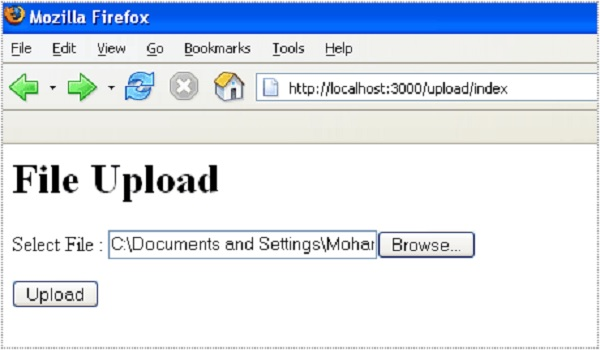 Mozilla Firefox
File Edit View Go Bookmarks Tools Help
http://localhost:3000/upload/index
File Upload
Select File : C:\Documents and Settings\Mohan Browse...
Upload